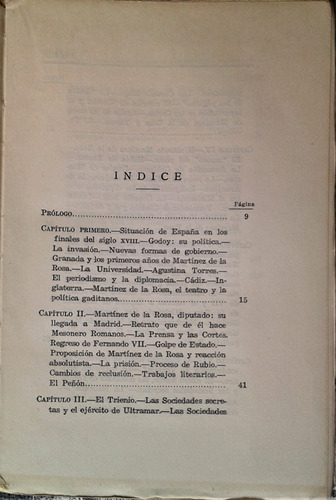 INDICE
Página
PRÓLOGO 9
CAPÍTULO PRIMERO.—Situación de España en los
finales del siglo XVIII.—Godoy: su política.—
La invasión.—Nuevas formas de gobierno.—
Granada y los primeros años de Martínez de la
Rosa.—La Universidad.—Agustina Torres.—
El periodismo y la diplomacia.—Cádiz.—In-
glaterra.—Martínez de la Rosa, el teatro y la
política gaditanos. 15
CAPÍTULO II.—Martínez de la Rosa, diputado: su
llegada a Madrid.—Retrato que de él hace
Mesonero Romanos.—La Prensa y las Cortes.
Regreso de Fernando VII.—Golpe de Estado.—
Proposición de Martínez de la Rosa y reacción
absolutista.—La prisión.—Proceso de Rubio.—
Cambios de reclusión.—Trabajos literarios.—
El Peñón. 41
CAPÍTULO III.—El Trienio.—Las Sociedades secre-
tas y el ejército de Ultramar.—Las Sociedades